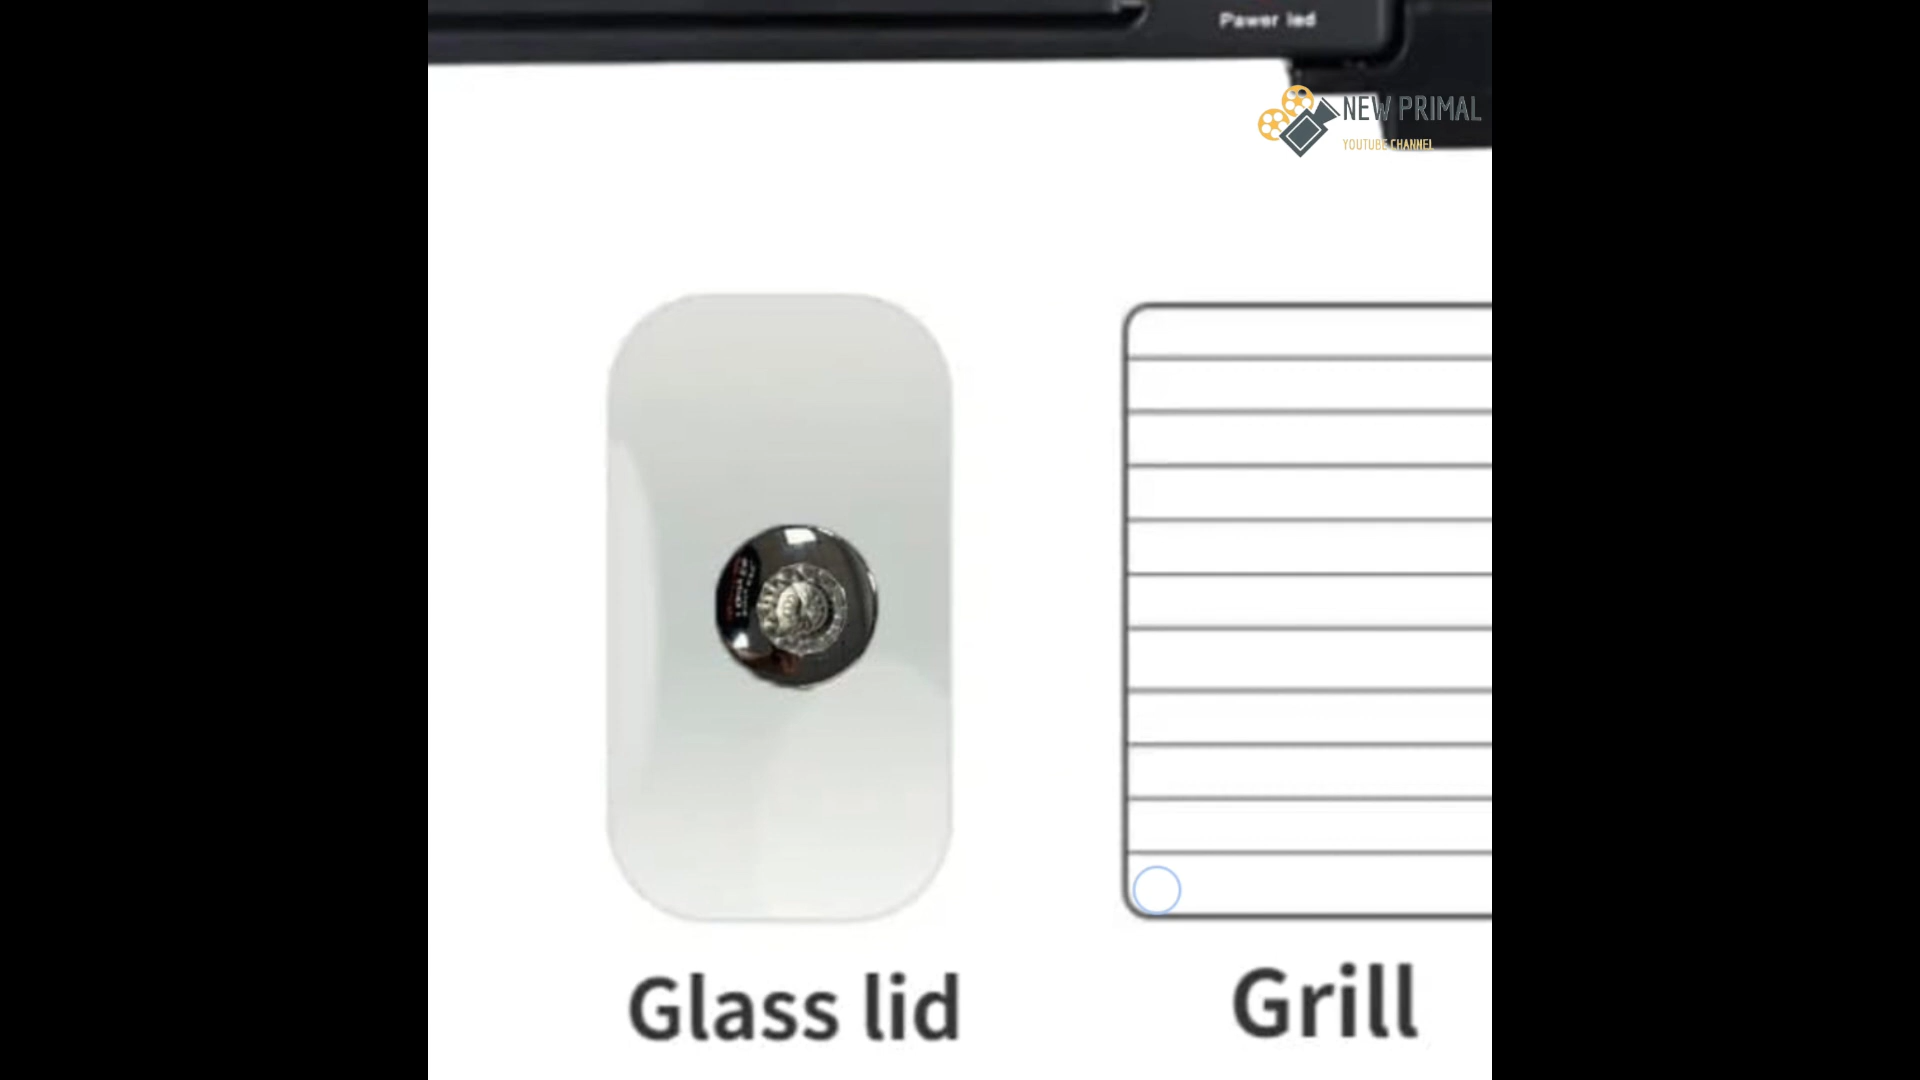 Pawer led
NEW PRIMAL
YOUTUBE CHANNEL
Glass lid
Grill